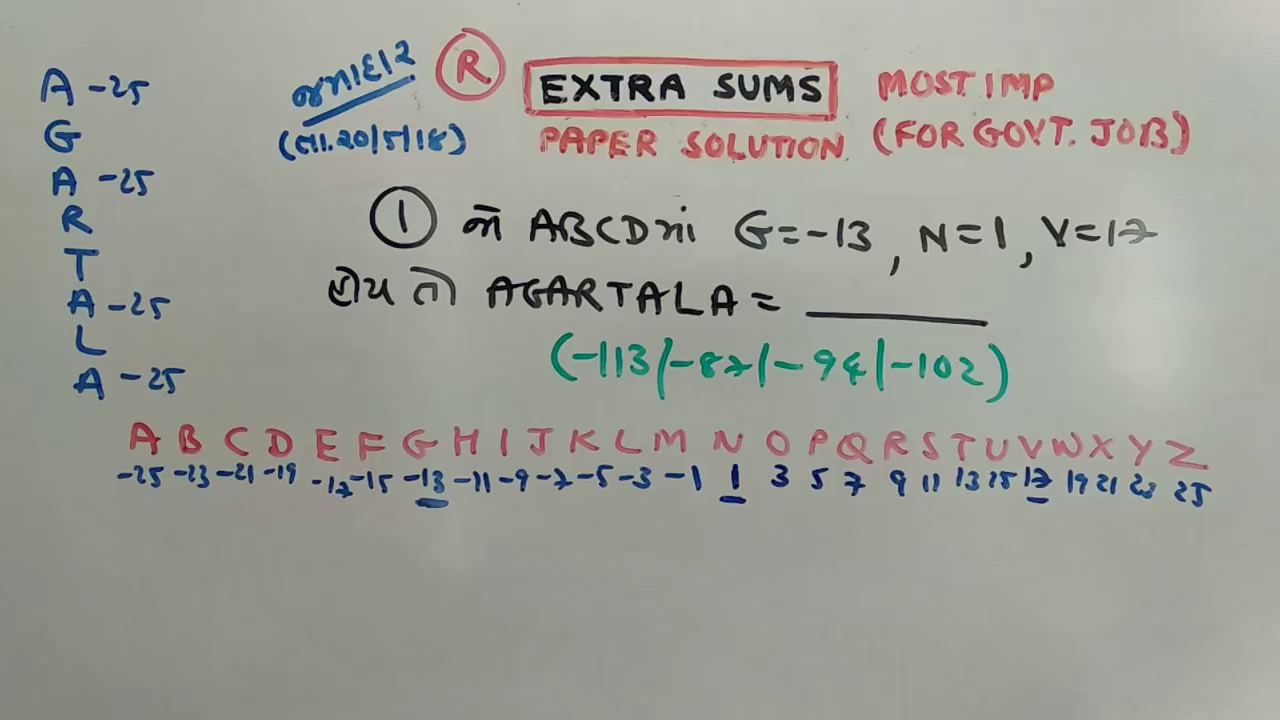 A -25
G
A -25
R
T
A -25
L
A -25
જમાદાર
(તા.20/5/18)
R
EXTRA SUMS
PAPER SOLUTION
MOST IMP
(FOR GOVT. JOB)
1 જો ABCDમાં G=-13, N=1, V=17
હોય તો AGARTALA = ________
(-113/-87/-94/-102)
A B C D E F G H I J K L M N O P Q R S T U V W X Y Z
-25 -23 -21 -19 -17 -15 -13 -11 -9 -7 -5 -3 -1 1 3 5 7 9 11 13 15 17 19 21 23 25